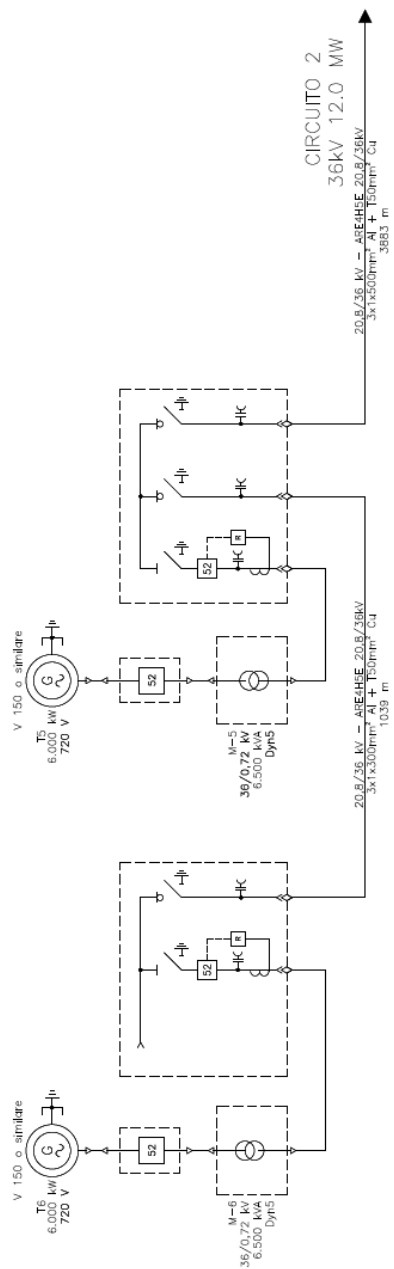 CIRCUITO 2
36kV 12.0 MW
20,8/36 kV - ARE4H5E 20,8/36kV
3x1x500mm² Al + T50mm² Cu
3883 m
52
R
V 150 o similare
G
T5
6.000 kW
720 V
52
M-5
36/0,72 kV
6.500 kVA
Dyn5
20,8/36 kV - ARE4H5E 20,8/36kV
3x1x300mm² Al + T50mm² Cu
1039 m
52
R
V 150 o similare
G
T6
6.000 kW
720 V
52
M-6
36/0,72 kV
6.500 kVA
Dyn5